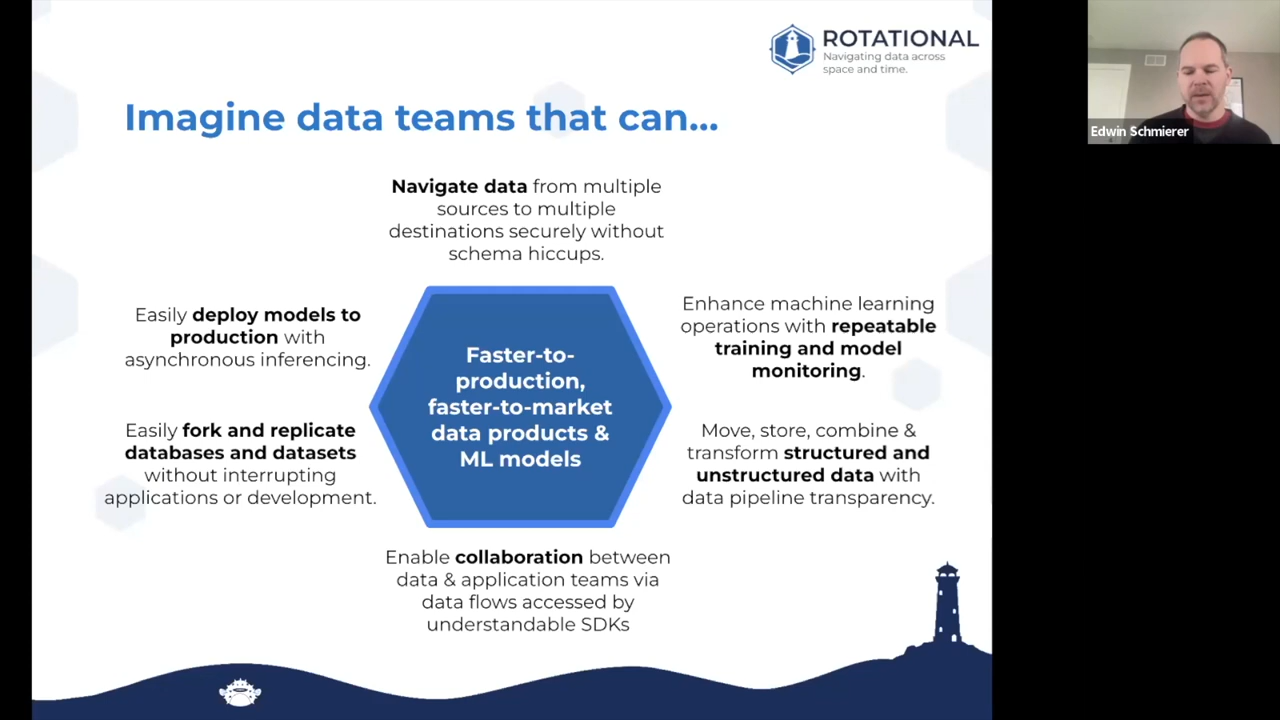 ROTATIONAL
Navigating data across
space and time.
Edwin Schmierer
Imagine data teams that can...
Navigate data from multiple
sources to multiple
destinations securely without
schema hiccups.
Easily deploy models to
production with
asynchronous inferencing.
Enhance machine learning
operations with repeatable
training and model
monitoring.
Faster-to-
production,
faster-to-market
data products &
ML models
Easily fork and replicate
databases and datasets
without interrupting
applications or development.
Move, store, combine &
transform structured and
unstructured data with
data pipeline transparency.
Enable collaboration between
data & application teams via
data flows accessed by
understandable SDKs